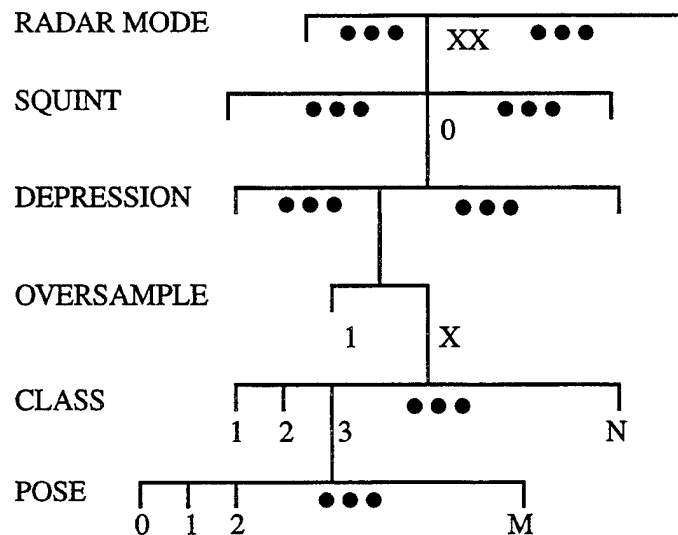 RADAR MODE
XX
SQUINT
0
DEPRESSION
OVERSAMPLE
1 X
CLASS
1 2 3 N
POSE
0 1 2 M